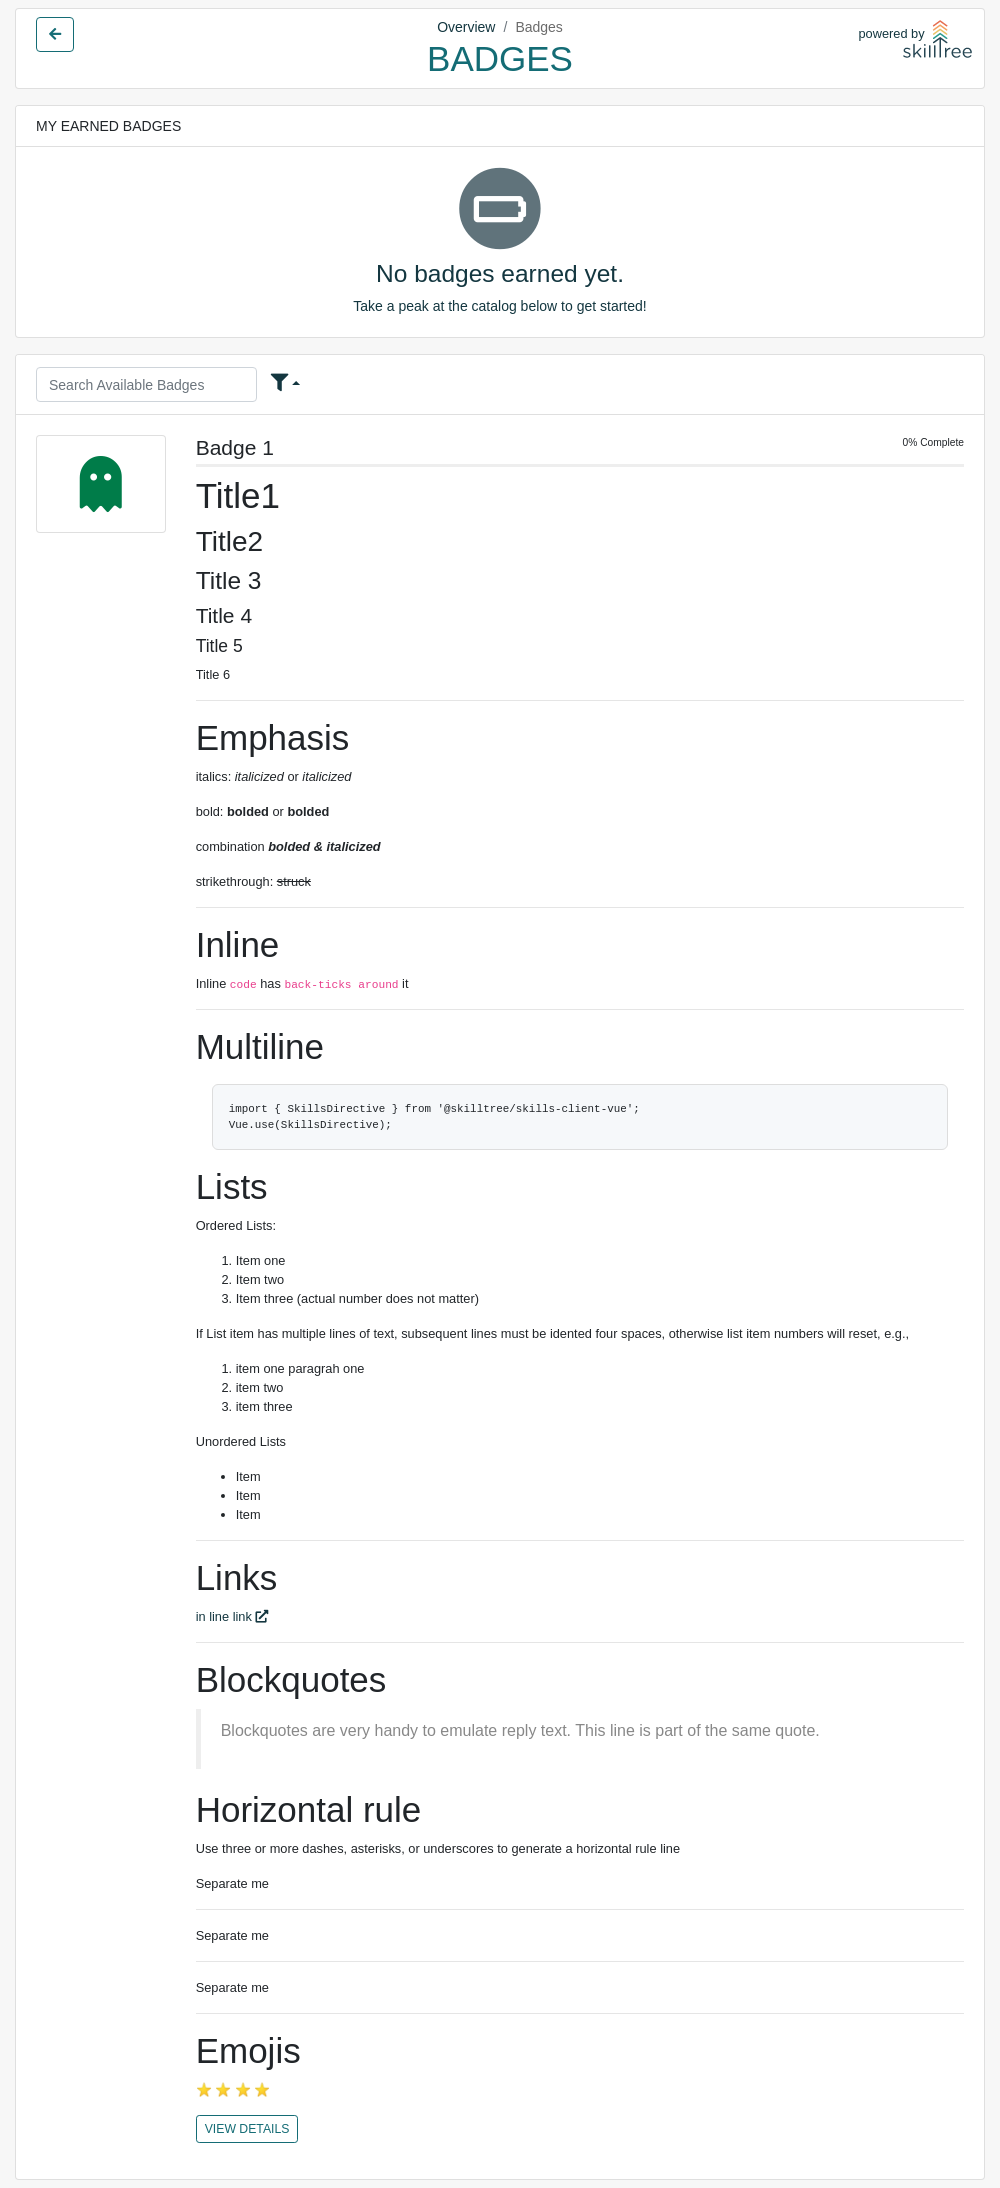 Overview / Badges
BADGES
powered by
skilltree
MY EARNED BADGES
No badges earned yet.
Take a peak at the catalog below to get started!
Search Available Badges
Badge 1
0% Complete
Title1
Title2
Title 3
Title 4
Title 5
Title 6
Emphasis
italics: italicized or italicized
bold: bolded or bolded
combination bolded & italicized
strikethrough: struck
Inline
Inline code has back-ticks around it
Multiline
import { SkillsDirective } from '@skilltree/skills-client-vue';
Vue.use(SkillsDirective);
Lists
Ordered Lists:
1. Item one
2. Item two
3. Item three (actual number does not matter)
If List item has multiple lines of text, subsequent lines must be idented four spaces, otherwise list item numbers will reset, e.g.,
1. item one paragrah one
2. item two
3. item three
Unordered Lists
• Item
• Item
• Item
Links
in line link
Blockquotes
Blockquotes are very handy to emulate reply text. This line is part of the same quote.
Horizontal rule
Use three or more dashes, asterisks, or underscores to generate a horizontal rule line
Separate me
Separate me
Separate me
Emojis
⭐ ⭐ ⭐ ⭐
VIEW DETAILS